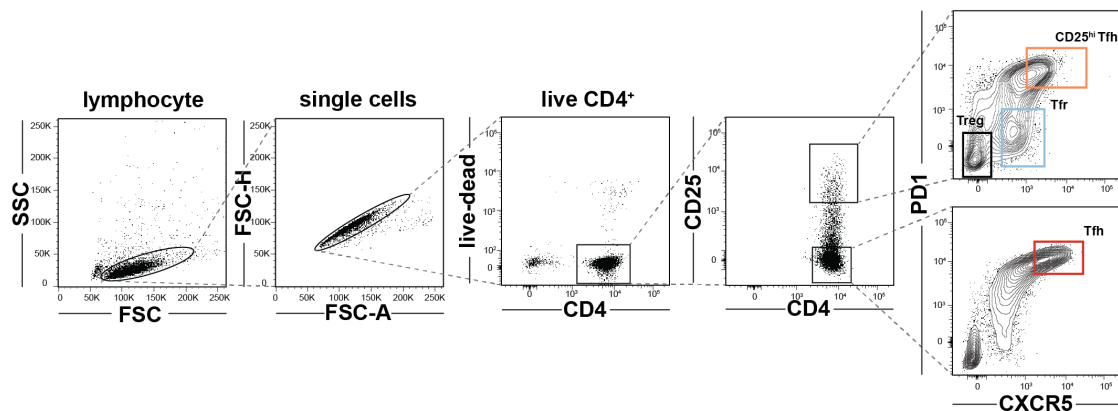 lymphocyte
SSC
250K
200K
150K
100K
50K
0
0 50K 100K 150K 200K 250K
FSC
single cells
FSC-H
250K
200K
150K
100K
50K
0
0 50K 100K 150K 200K 250K
FSC-A
live CD4⁺
live-dead
10⁶
10⁴
10³
10²
0
0 10³ 10⁴ 10⁵
CD4
CD25
10⁶
10⁴
10³
0
0 10³ 10⁴ 10⁵
CD4
PD1
10⁵
10⁴
10³
0
CD25ʰⁱ Tfh
Tfr
Treg
0 10³ 10⁴ 10⁵
10⁵
10⁴
10³
0
Tfh
0 10³ 10⁴ 10⁵
CXCR5